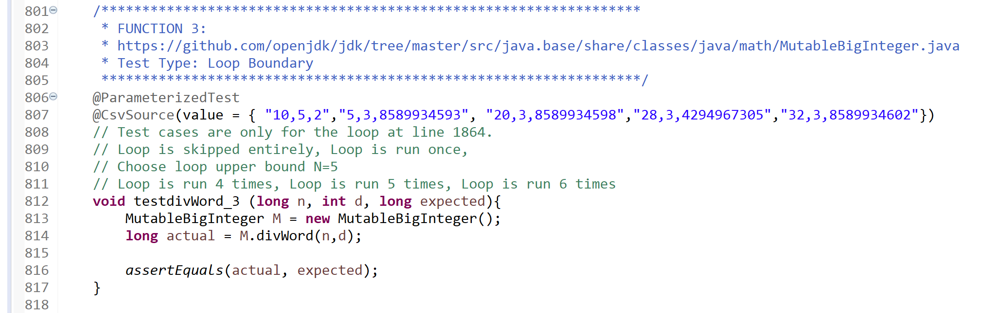 801 /******************************************************************
802  * FUNCTION 3:
803  * https://github.com/openjdk/jdk/tree/master/src/java.base/share/classes/java/math/MutableBigInteger.java
804  * Test Type: Loop Boundary
805  ******************************************************************/
806 @ParameterizedTest
807 @CsvSource(value = { "10,5,2","5,3,8589934593", "20,3,8589934598","28,3,4294967305","32,3,8589934602"})
808 // Test cases are only for the loop at line 1864.
809 // Loop is skipped entirely, Loop is run once,
810 // Choose loop upper bound N=5
811 // Loop is run 4 times, Loop is run 5 times, Loop is run 6 times
812 void testdivWord_3 (long n, int d, long expected){
813     MutableBigInteger M = new MutableBigInteger();
814     long actual = M.divWord(n,d);
815
816     assertEquals(actual, expected);
817 }
818